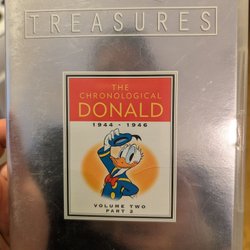 TREASURES
THE
CHRONOLOGICAL
DONALD
1944 - 1946
VOLUME TWO
PART 2